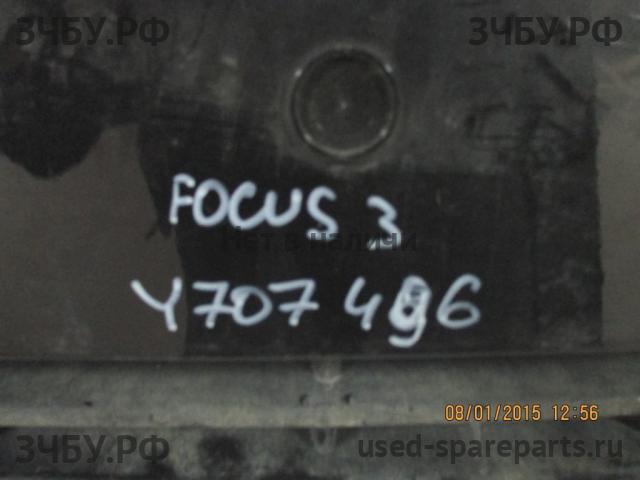 ЗЧБУ.РФ ЗЧБУ.РФ
FOCUS 3
Нет в наличии
Y707496
08/01/2015 12:56
ЗЧБУ.РФ used-spareparts.ru